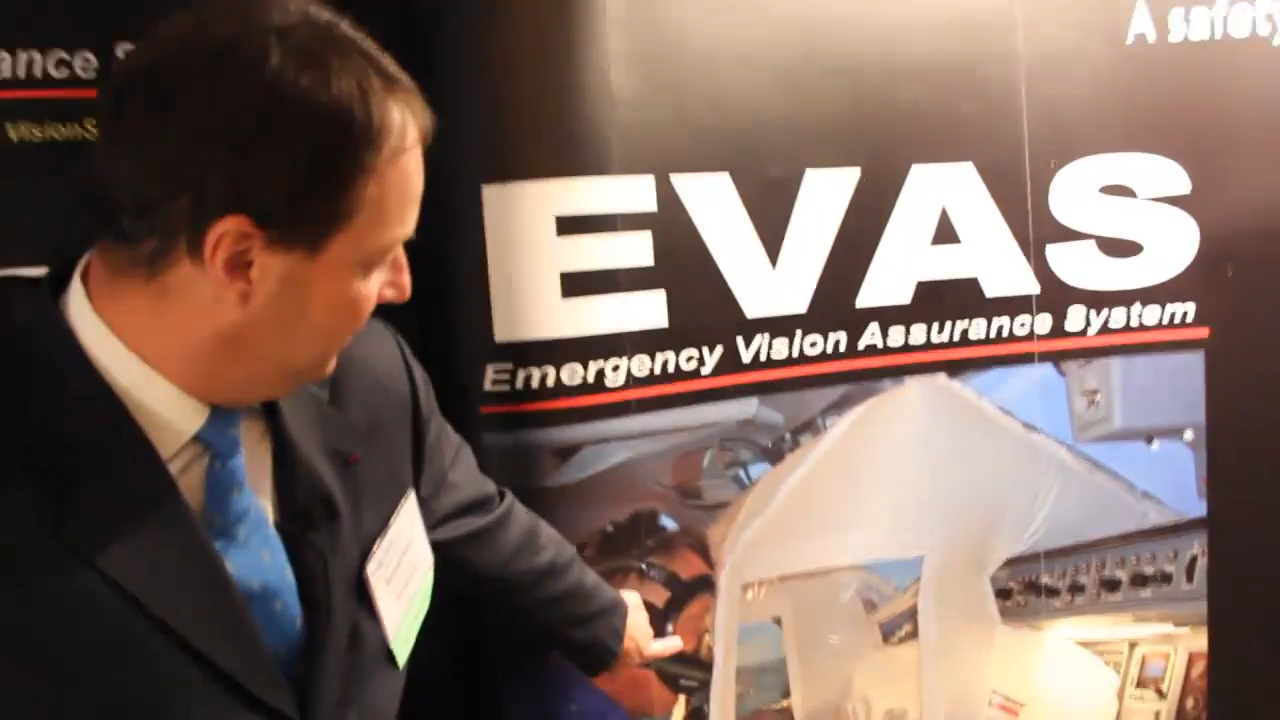 ance S
VisionS
A safety
EVAS
Emergency Vision Assurance System